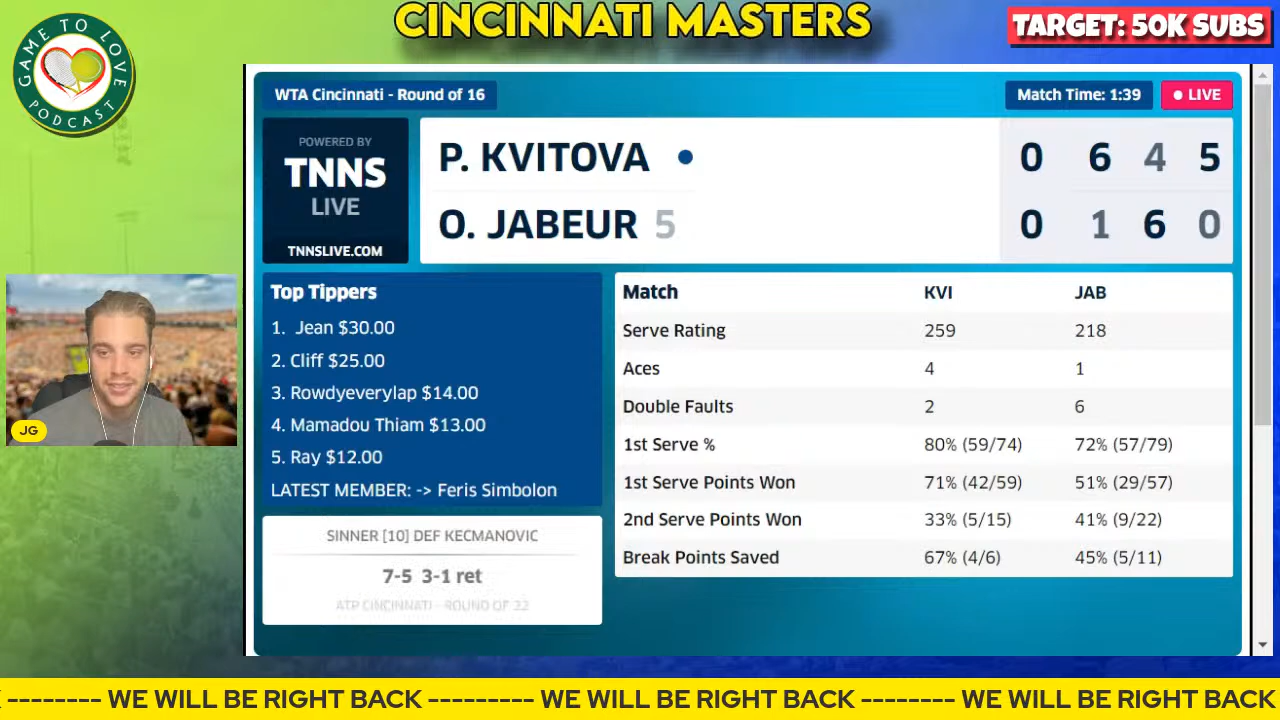 CINCINNATI MASTERS
TARGET: 50K SUBS
GAME TO LOVE
PODCAST
WTA Cincinnati - Round of 16
Match Time: 1:39
LIVE
POWERED BY
TNNS
LIVE
TNNSLIVE.COM
P. KVITOVA 0 6 4 5
O. JABEUR 5 0 1 6 0
Top Tippers
1. Jean $30.00
2. Cliff $25.00
3. Rowdyeverylap $14.00
4. Mamadou Thiam $13.00
5. Ray $12.00
LATEST MEMBER: -> Feris Simbolon
SINNER [10] DEF KECMANOVIC
7-5 3-1 ret
ATP CINCINNATI - ROUND OF 32
Match KVI JAB
Serve Rating 259 218
Aces 4 1
Double Faults 2 6
1st Serve % 80% (59/74) 72% (57/79)
1st Serve Points Won 71% (42/59) 51% (29/57)
2nd Serve Points Won 33% (5/15) 41% (9/22)
Break Points Saved 67% (4/6) 45% (5/11)
JG
-------- WE WILL BE RIGHT BACK -------- WE WILL BE RIGHT BACK -------- WE WILL BE RIGHT BACK